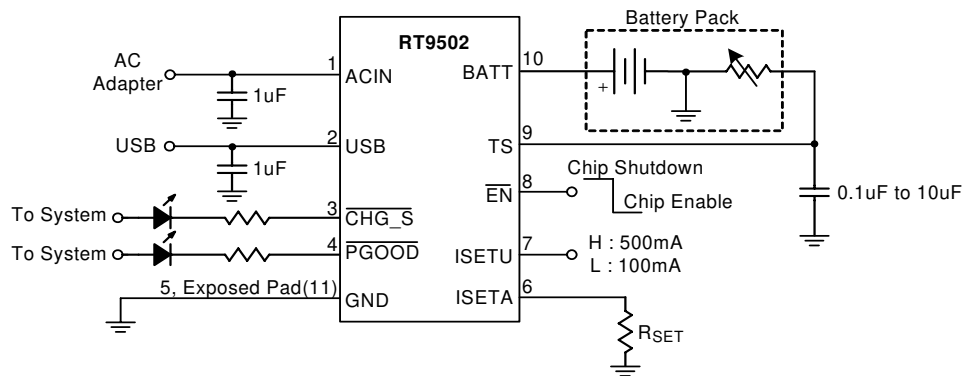 Battery Pack
RT9502
AC
Adapter
1
ACIN
BATT
10
+
1uF
USB
2
USB
TS
9
1uF
Chip Shutdown
EN
8
Chip Enable
0.1uF to 10uF
To System
3
CHG_S
To System
4
PGOOD
ISETU
7
H : 500mA
L : 100mA
5, Exposed Pad(11)
GND
ISETA
6
RSET